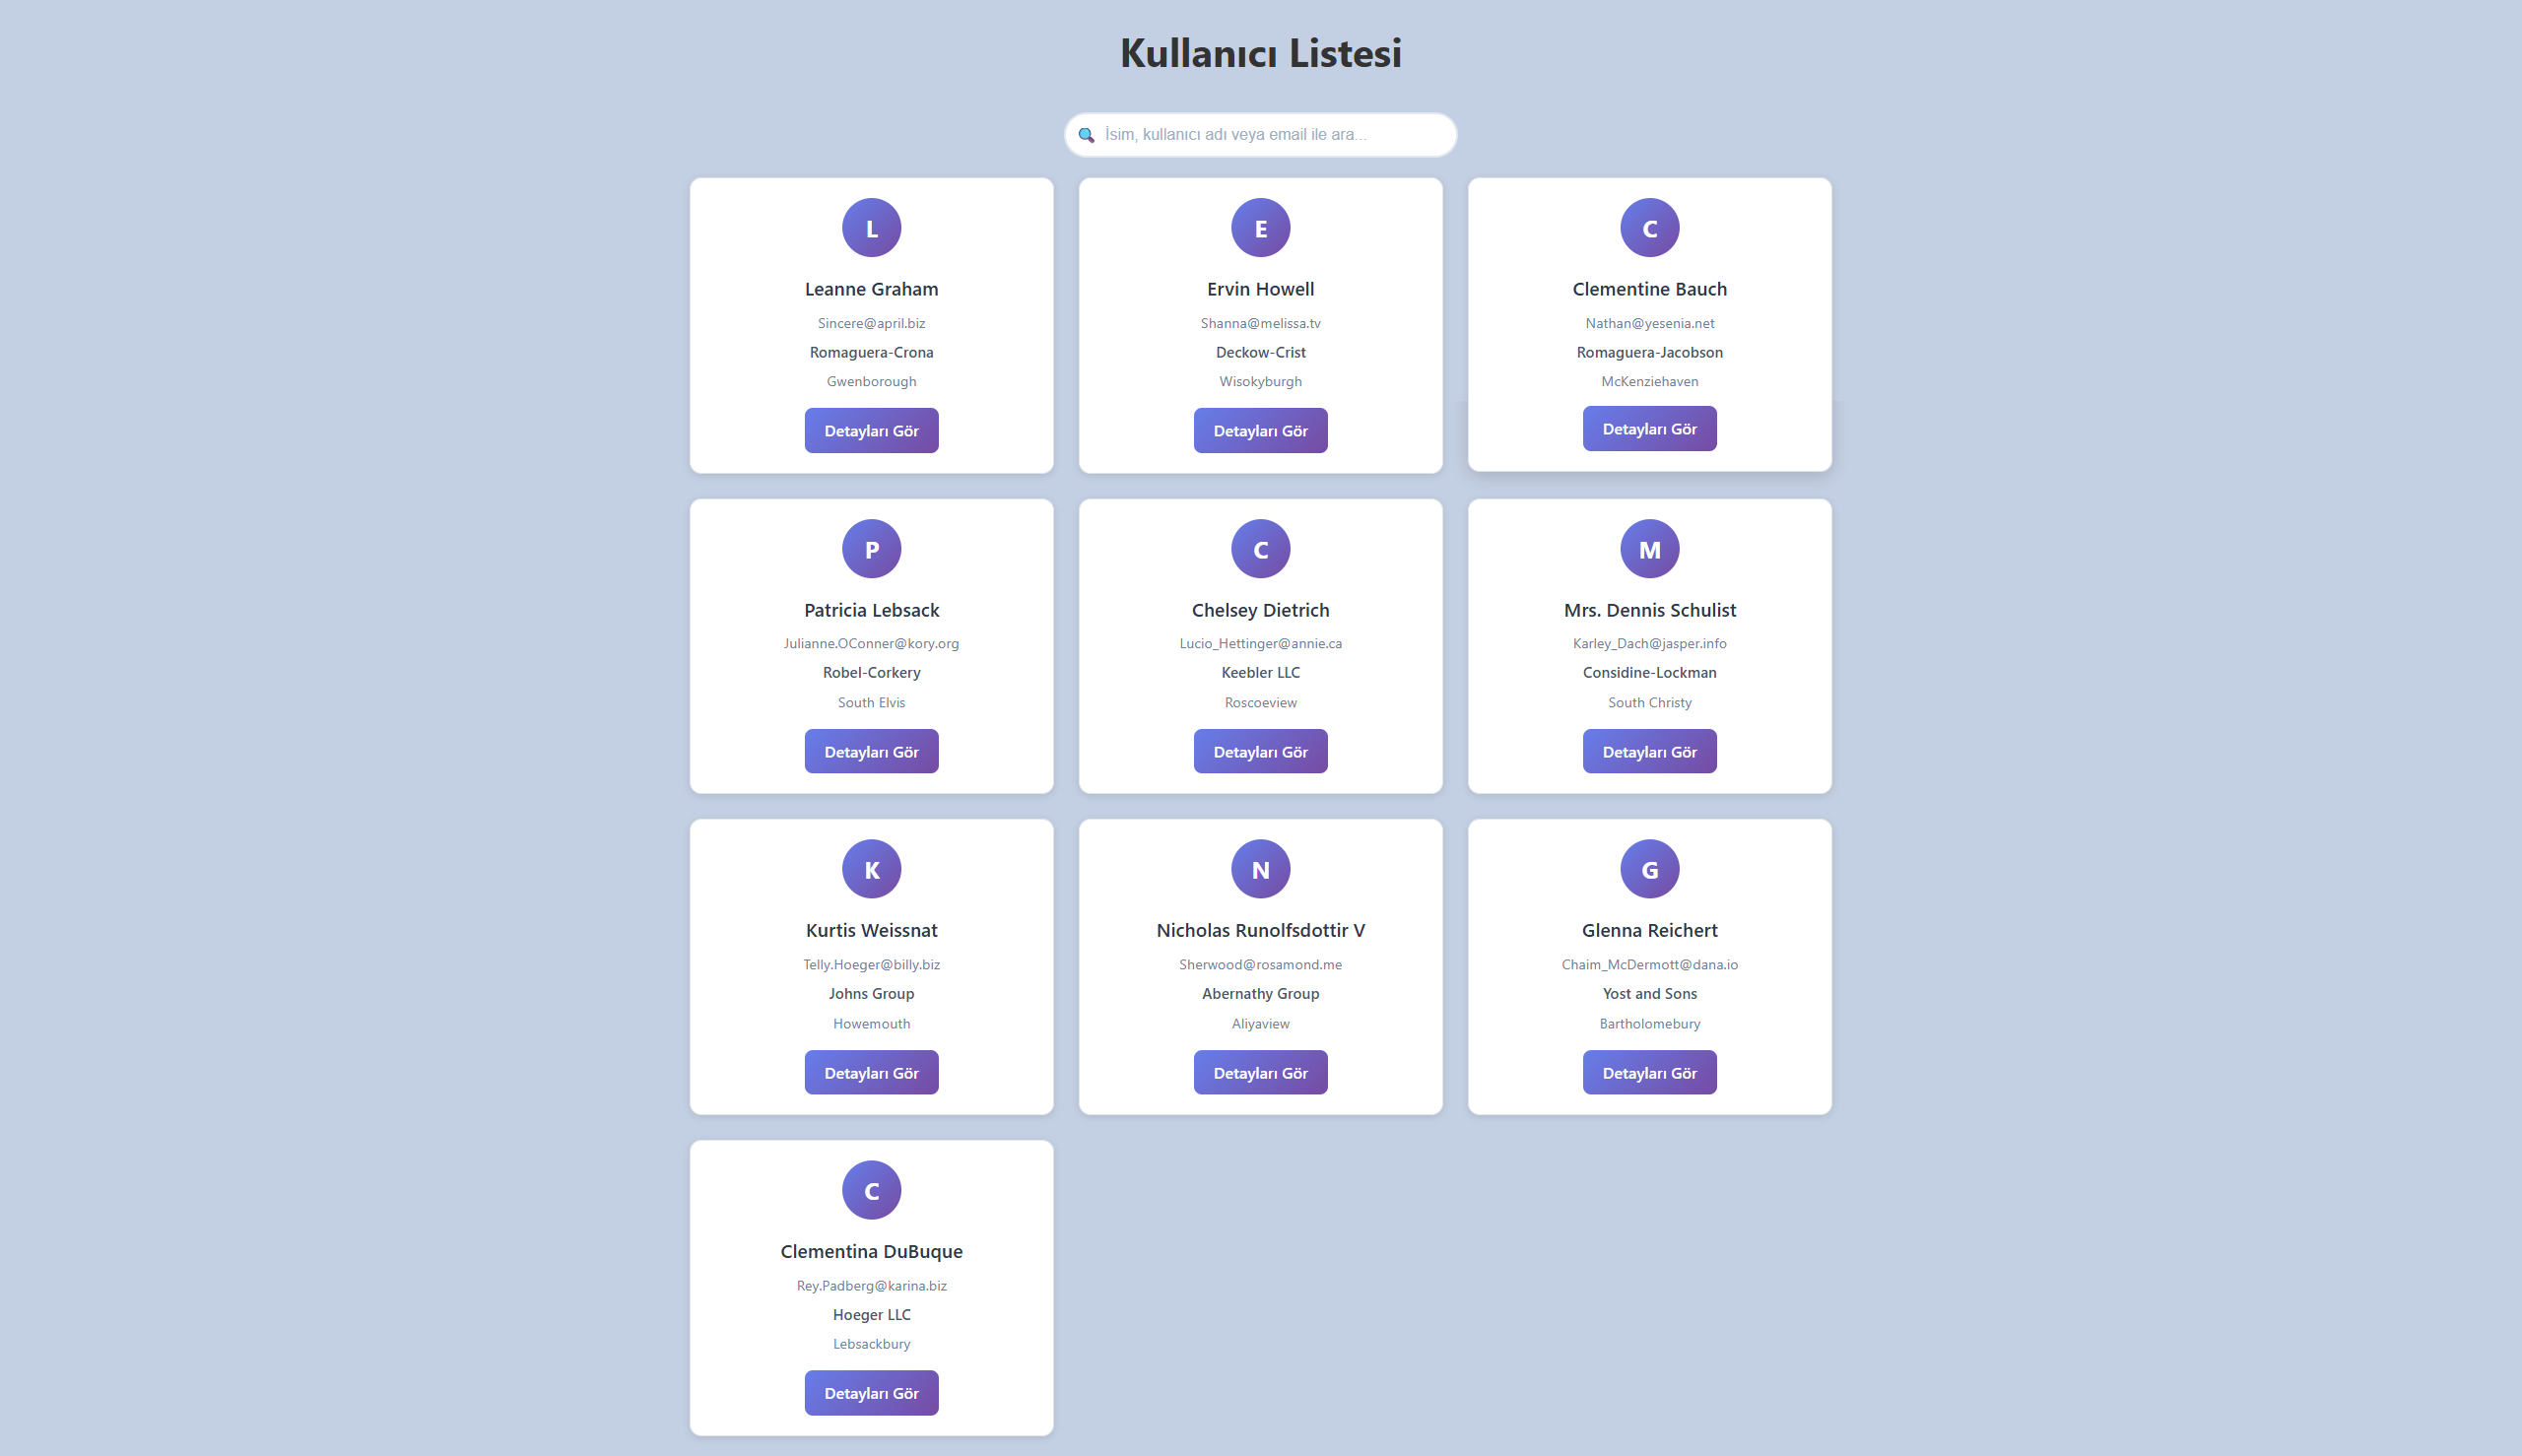 Kullanıcı Listesi
İsim, kullanıcı adı veya email ile ara...
L
Leanne Graham
Sincere@april.biz
Romaguera-Crona
Gwenborough
Detayları Gör
E
Ervin Howell
Shanna@melissa.tv
Deckow-Crist
Wisokyburgh
Detayları Gör
C
Clementine Bauch
Nathan@yesenia.net
Romaguera-Jacobson
McKenziehaven
Detayları Gör
P
Patricia Lebsack
Julianne.OConner@kory.org
Robel-Corkery
South Elvis
Detayları Gör
C
Chelsey Dietrich
Lucio_Hettinger@annie.ca
Keebler LLC
Roscoeview
Detayları Gör
M
Mrs. Dennis Schulist
Karley_Dach@jasper.info
Considine-Lockman
South Christy
Detayları Gör
K
Kurtis Weissnat
Telly.Hoeger@billy.biz
Johns Group
Howemouth
Detayları Gör
N
Nicholas Runolfsdottir V
Sherwood@rosamond.me
Abernathy Group
Aliyaview
Detayları Gör
G
Glenna Reichert
Chaim_McDermott@dana.io
Yost and Sons
Bartholomebury
Detayları Gör
C
Clementina DuBuque
Rey.Padberg@karina.biz
Hoeger LLC
Lebsackbury
Detayları Gör